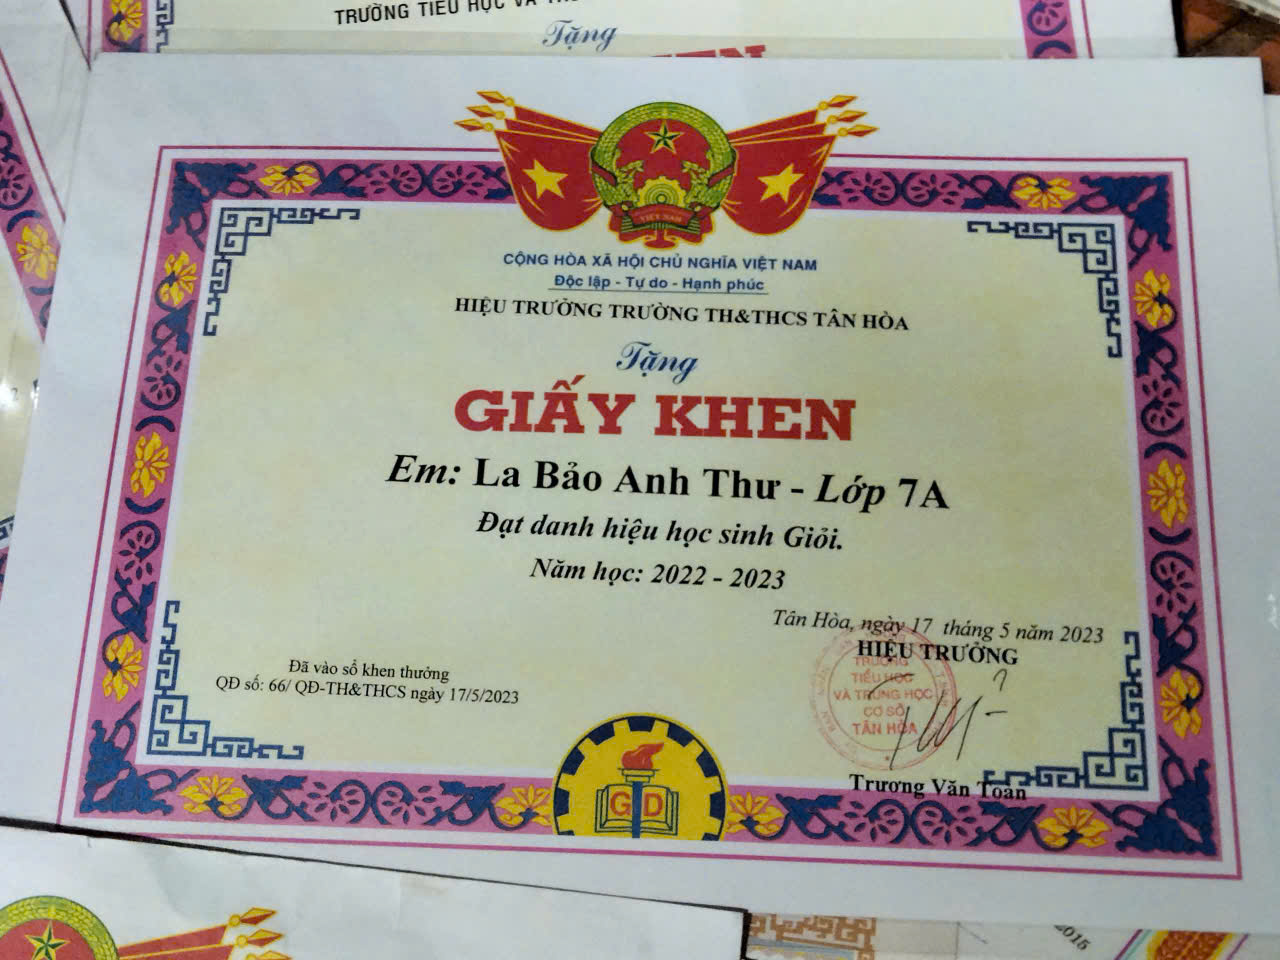 TRƯỜNG TIỂU HỌC VÀ
Tặng
CỘNG HÒA XÃ HỘI CHỦ NGHĨA VIỆT NAM
Độc lập - Tự do - Hạnh phúc
HIỆU TRƯỞNG TRƯỜNG TH&THCS TÂN HÒA
Tặng
GIẤY KHEN
Em: La Bảo Anh Thư - Lớp 7A
Đạt danh hiệu học sinh Giỏi.
Năm học: 2022 - 2023
Tân Hòa, ngày 17 tháng 5 năm 2023
HIỆU TRƯỞNG
Đã vào sổ khen thưởng
QĐ số: 66/ QĐ-TH&THCS ngày 17/5/2023
TRƯỜNG
TIỂU HỌC
VÀ TRUNG HỌC
CƠ SỞ
TÂN HÒA
Trương Văn Toan
VIỆT NAM
GD
2015